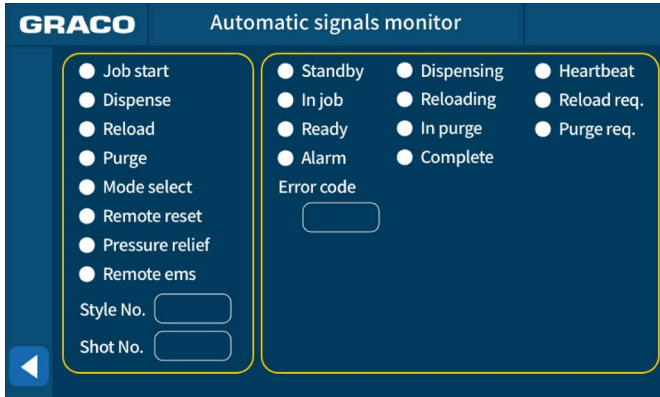 GRACO
Automatic signals monitor
Job start
Dispense
Reload
Purge
Mode select
Remote reset
Pressure relief
Remote ems
Style No.
Shot No.
Standby
In job
Ready
Alarm
Error code
Dispensing
Reloading
In purge
Complete
Heartbeat
Reload req.
Purge req.